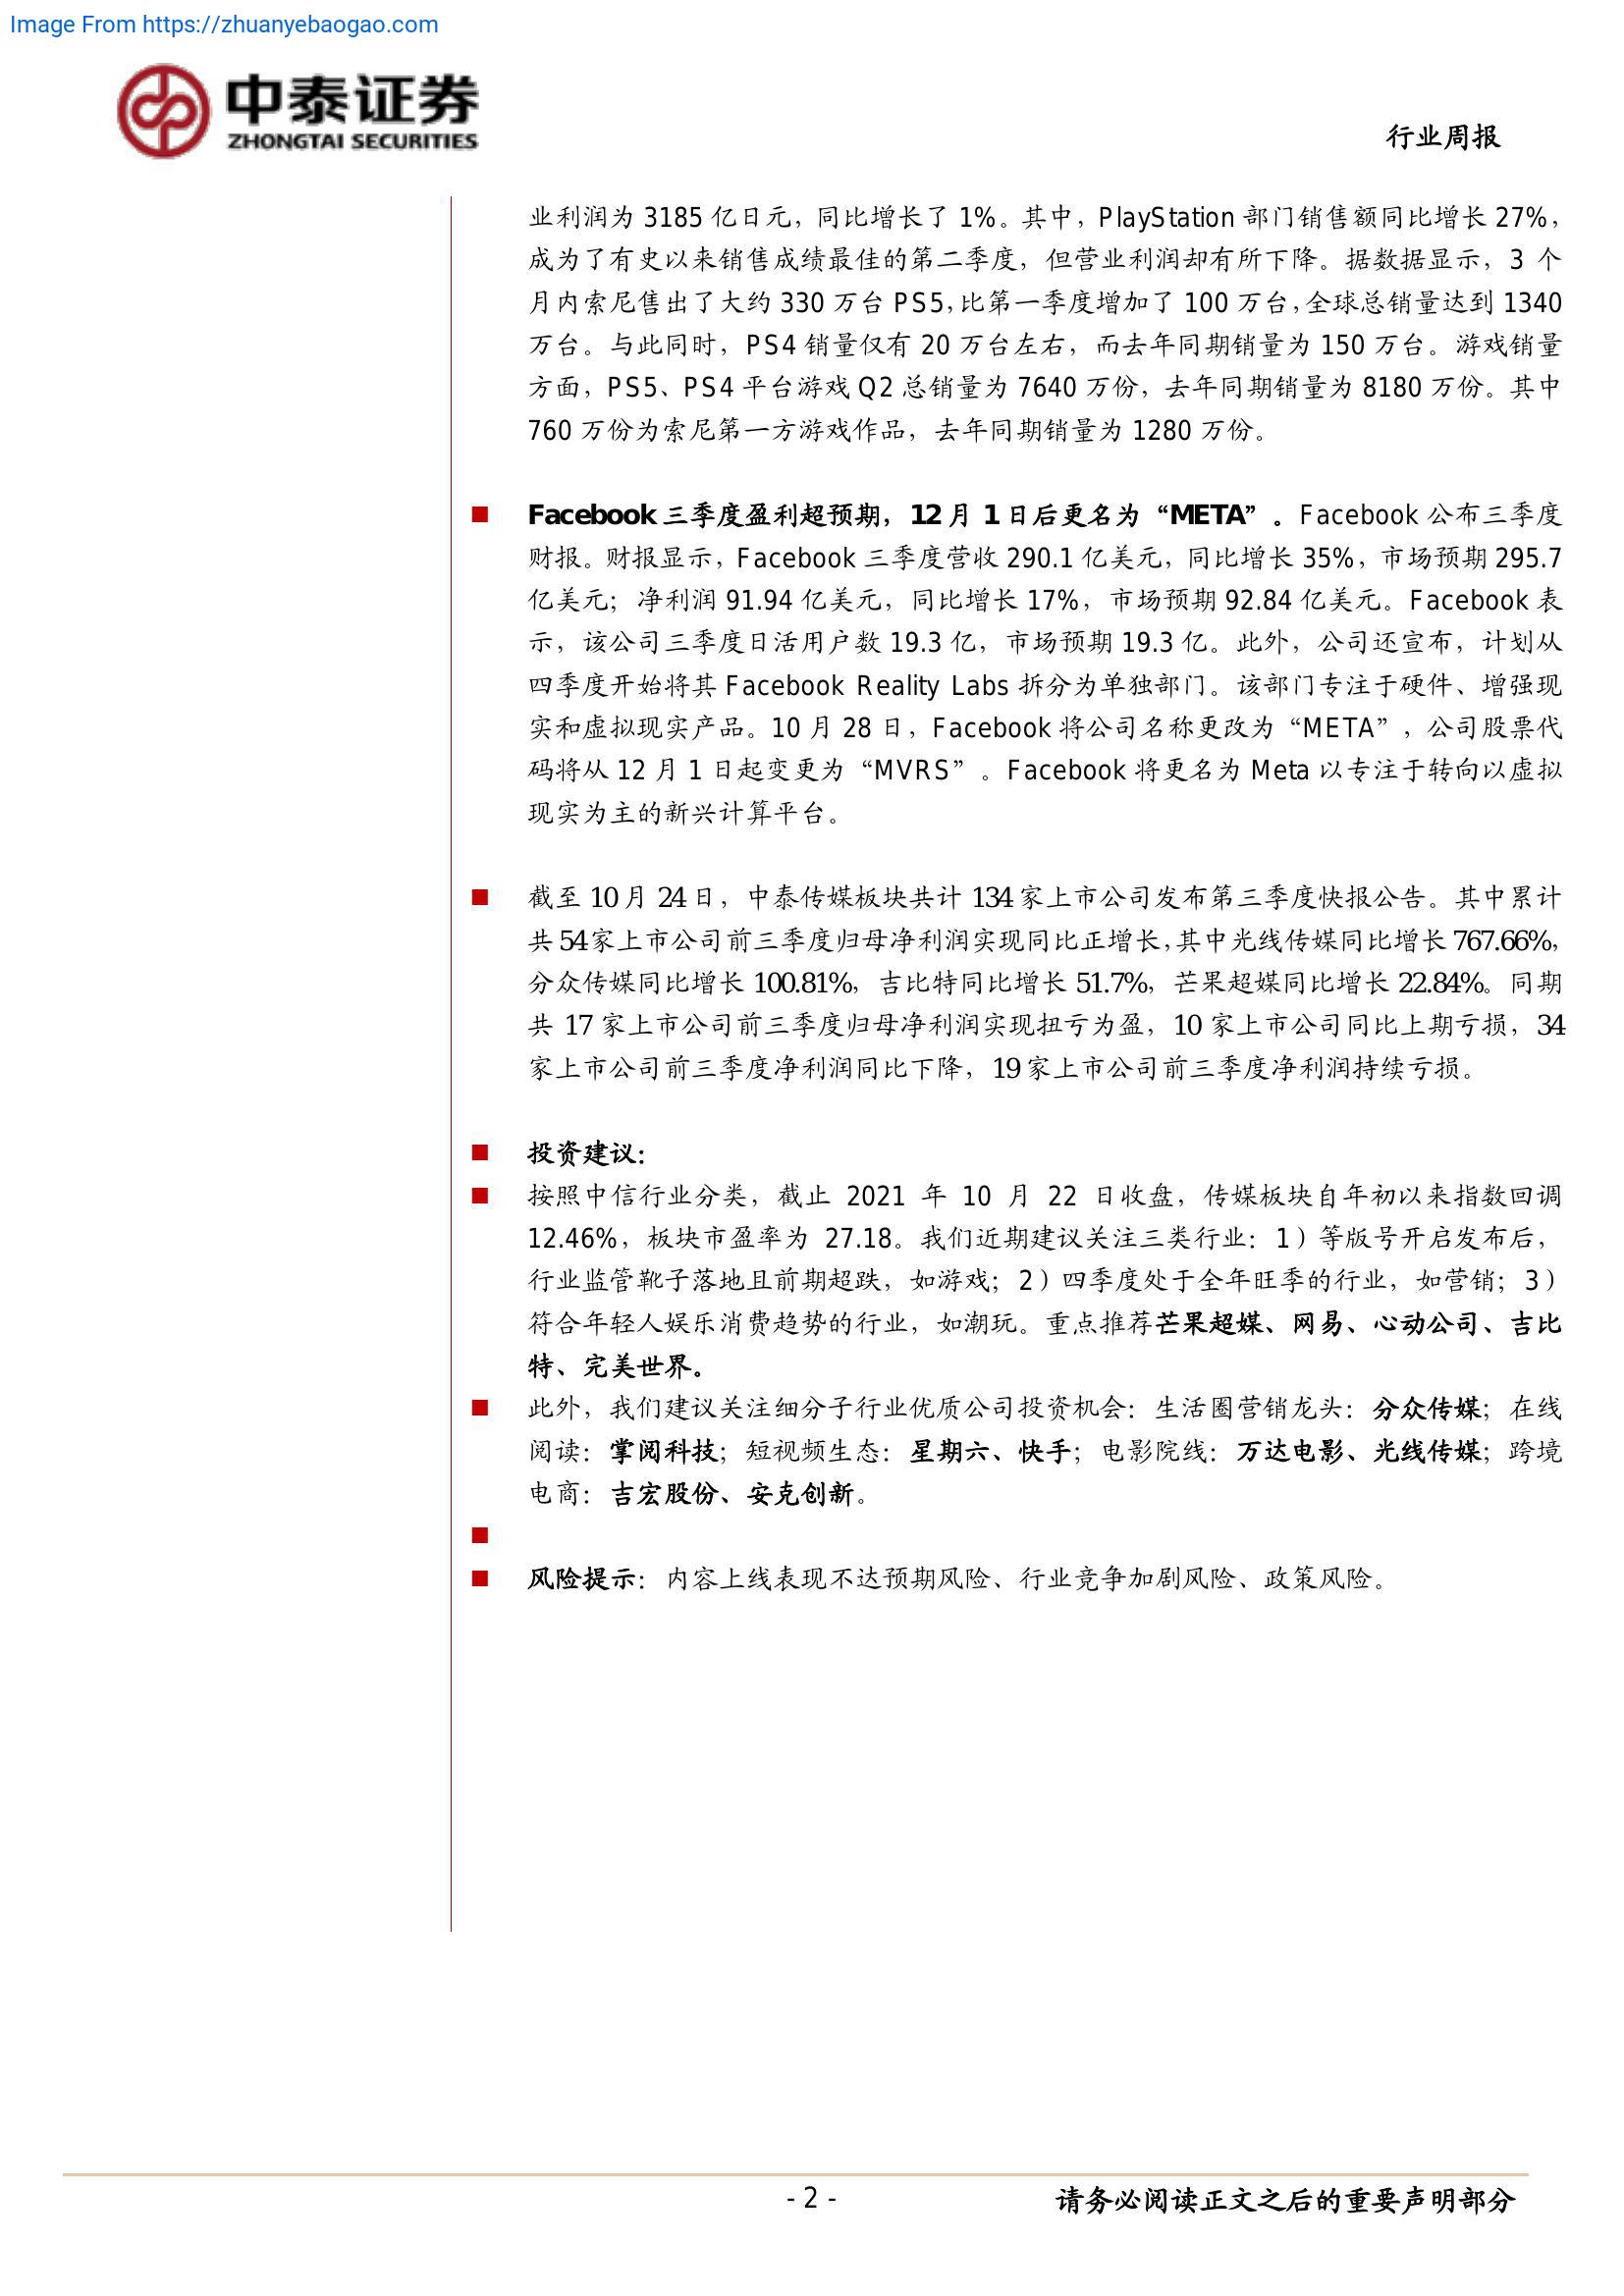 Image From https://zhuanyebaogao.com
中泰证券
ZHONGTAI SECURITIES
行业周报
业利润为 3185 亿日元，同比增长了 1%。其中，PlayStation 部门销售额同比增长 27%，
成为了有史以来销售成绩最佳的第二季度，但营业利润却有所下降。据数据显示，3 个
月内索尼售出了大约 330 万台 PS5，比第一季度增加了 100 万台，全球总销量达到 1340
万台。与此同时，PS4 销量仅有 20 万台左右，而去年同期销量为 150 万台。游戏销量
方面，PS5、PS4 平台游戏 Q2 总销量为 7640 万份，去年同期销量为 8180 万份。其中
760 万份为索尼第一方游戏作品，去年同期销量为 1280 万份。
■ Facebook 三季度盈利超预期，12 月 1 日后更名为“META”。Facebook 公布三季度
财报。财报显示，Facebook 三季度营收 290.1 亿美元，同比增长 35%，市场预期 295.7
亿美元；净利润 91.94 亿美元，同比增长 17%，市场预期 92.84 亿美元。Facebook 表
示，该公司三季度日活用户数 19.3 亿，市场预期 19.3 亿。此外，公司还宣布，计划从
四季度开始将其 Facebook Reality Labs 拆分为单独部门。该部门专注于硬件、增强现
实和虚拟现实产品。10 月 28 日，Facebook 将公司名称更改为“META”，公司股票代
码将从 12 月 1 日起变更为“MVRS”。Facebook 将更名为 Meta 以专注于转向以虚拟
现实为主的新兴计算平台。
■ 截至 10 月 24 日，中泰传媒板块共计 134 家上市公司发布第三季度快报公告。其中累计
共 54 家上市公司前三季度归母净利润实现同比正增长，其中光线传媒同比增长 767.66%，
分众传媒同比增长 100.81%，吉比特同比增长 51.7%，芒果超媒同比增长 22.84%。同期
共 17 家上市公司前三季度归母净利润实现扭亏为盈，10 家上市公司同比上期亏损，34
家上市公司前三季度净利润同比下降，19 家上市公司前三季度净利润持续亏损。
■ 投资建议：
■ 按照中信行业分类，截止 2021 年 10 月 22 日收盘，传媒板块自年初以来指数回调
12.46%，板块市盈率为 27.18。我们近期建议关注三类行业：1）等版号开启发布后，
行业监管靴子落地且前期超跌，如游戏；2）四季度处于全年旺季的行业，如营销；3）
符合年轻人娱乐消费趋势的行业，如潮玩。重点推荐芒果超媒、网易、心动公司、吉比
特、完美世界。
■ 此外，我们建议关注细分子行业优质公司投资机会：生活圈营销龙头：分众传媒；在线
阅读：掌阅科技；短视频生态：星期六、快手；电影院线：万达电影、光线传媒；跨境
电商：吉宏股份、安克创新。
■
■ 风险提示：内容上线表现不达预期风险、行业竞争加剧风险、政策风险。
- 2 -
请务必阅读正文之后的重要声明部分